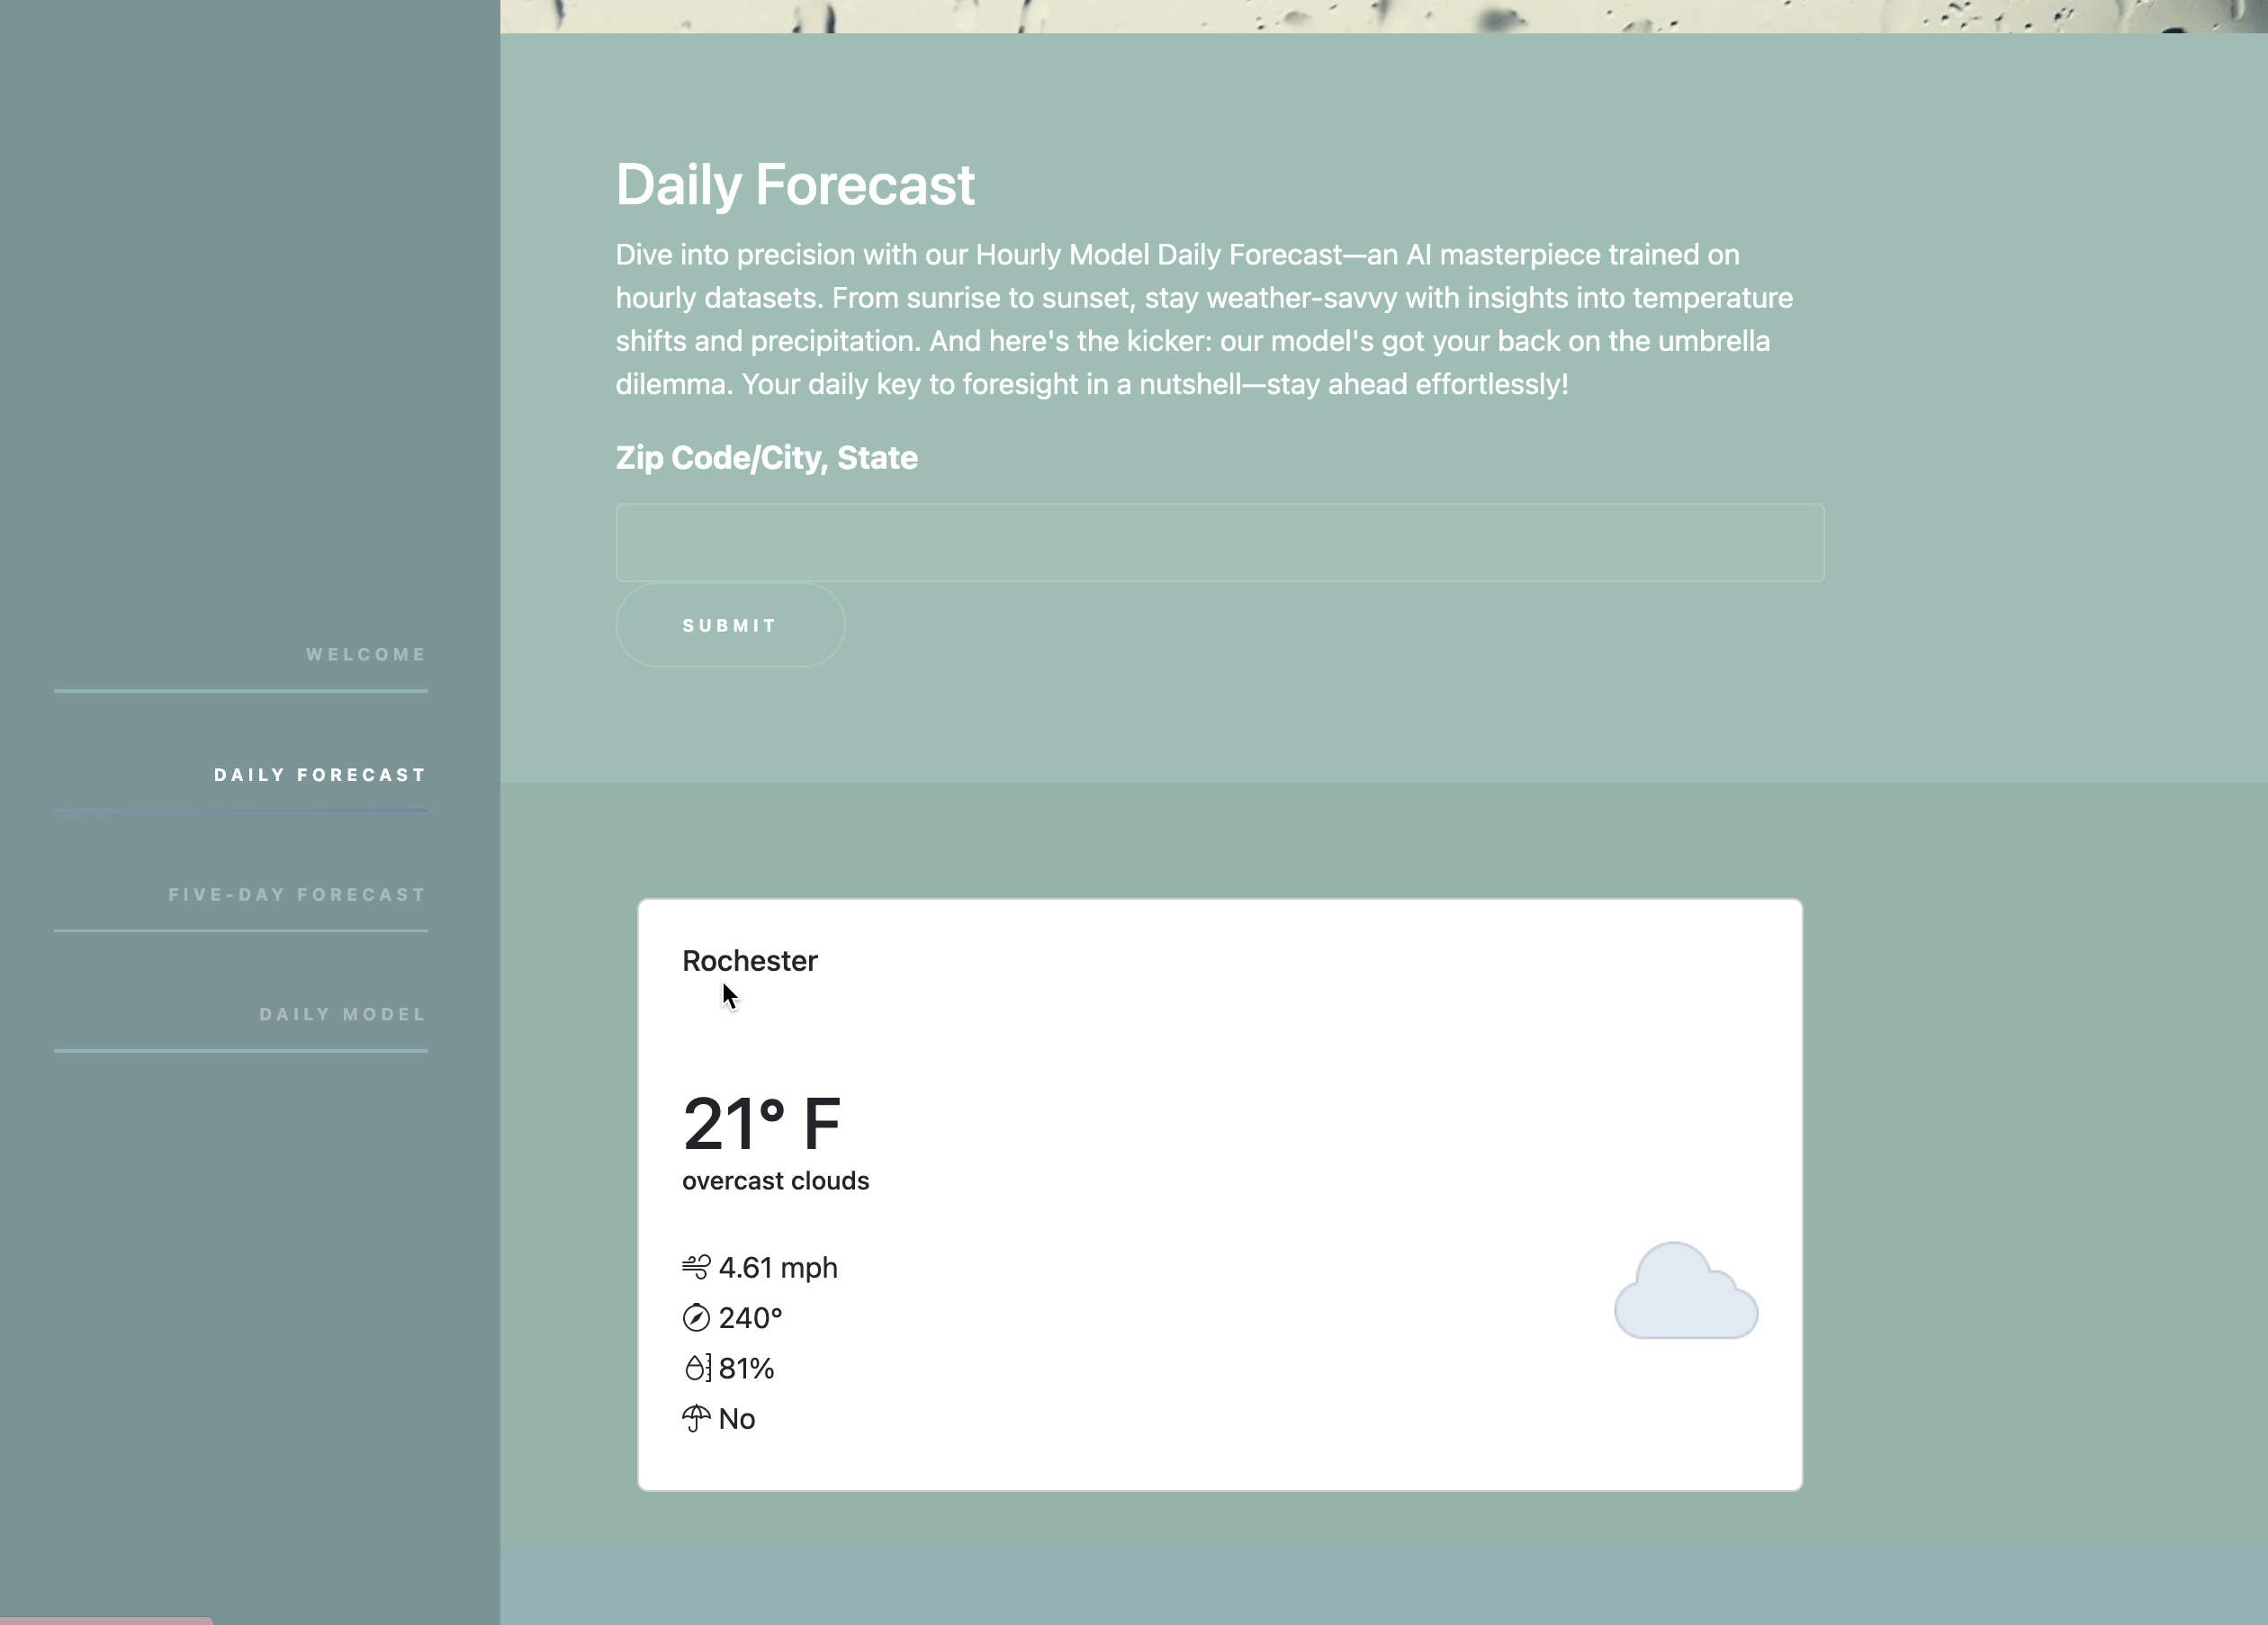 WELCOME
DAILY FORECAST
FIVE-DAY FORECAST
DAILY MODEL
Daily Forecast
Dive into precision with our Hourly Model Daily Forecast—an AI masterpiece trained on
hourly datasets. From sunrise to sunset, stay weather-savvy with insights into temperature
shifts and precipitation. And here's the kicker: our model's got your back on the umbrella
dilemma. Your daily key to foresight in a nutshell—stay ahead effortlessly!
Zip Code/City, State
SUBMIT
Rochester
21° F
overcast clouds
4.61 mph
240°
81%
No